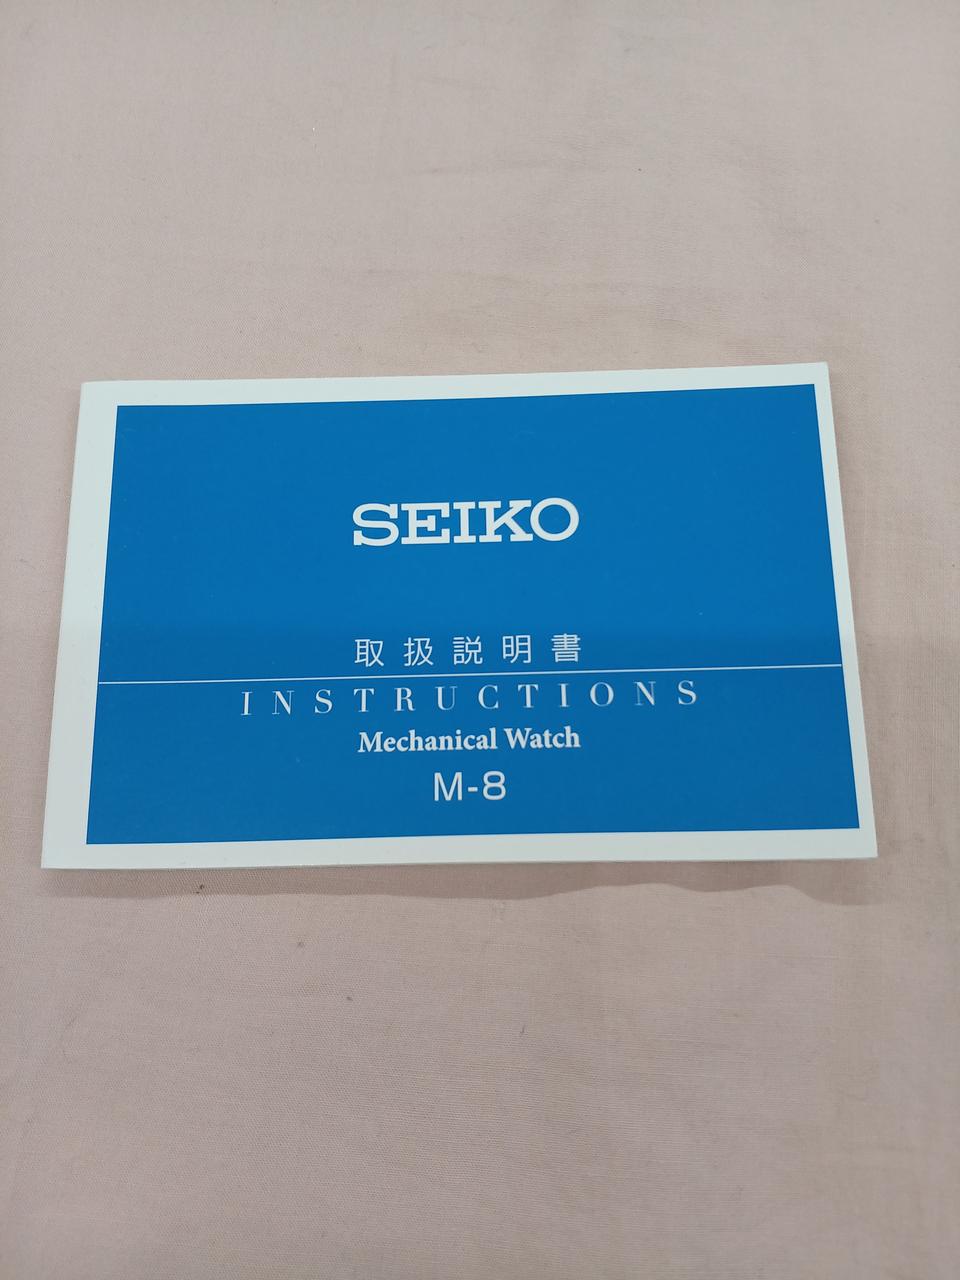 SEIKO
取扱説明書
INSTRUCTIONS
Mechanical Watch
M-8